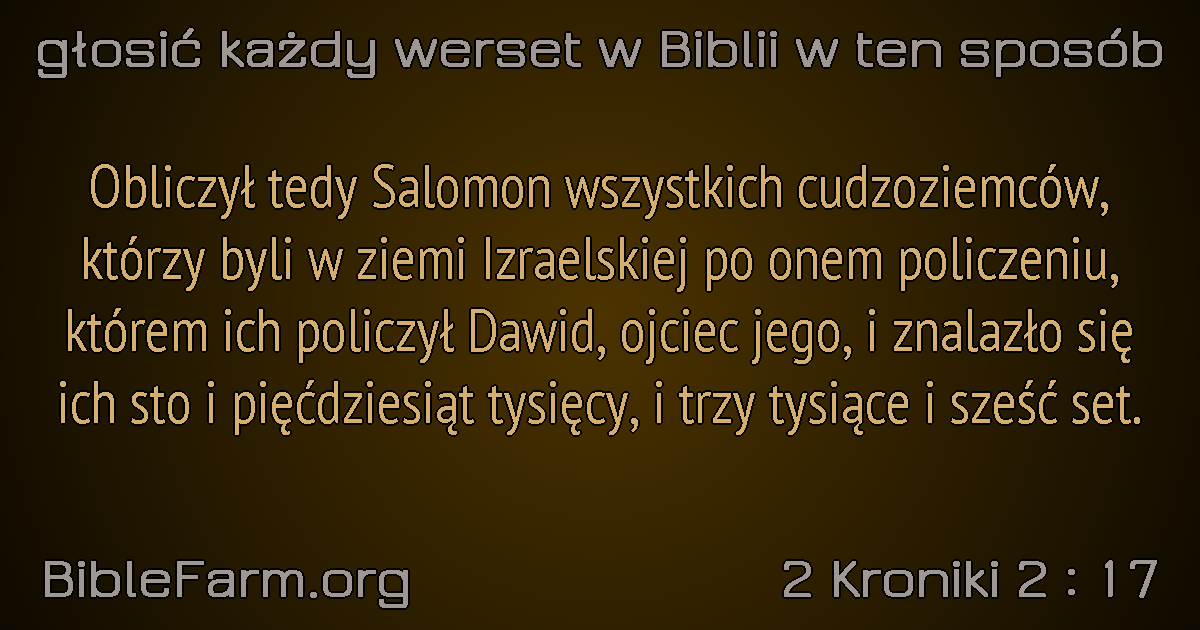 głosić każdy werset w Biblii w ten sposób
Obliczył tedy Salomon wszystkich cudzoziemców,
którzy byli w ziemi Izraelskiej po onem policzeniu,
którem ich policzył Dawid, ojciec jego, i znalazło się
ich sto i pięćdziesiąt tysięcy, i trzy tysiące i sześć set.
BibleFarm.org
2 Kroniki 2 : 17